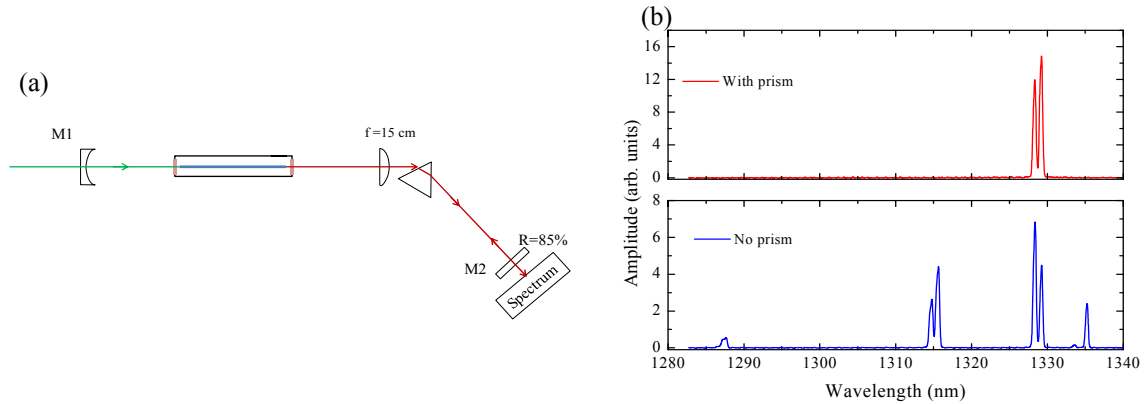 (a)
M1
f =15 cm
R=85%
M2
Spectrum
(b)
Amplitude (arb. units)
16
12
8
4
0
With prism
8
6
4
2
0
No prism
1280 1290 1300 1310 1320 1330 1340
Wavelength (nm)